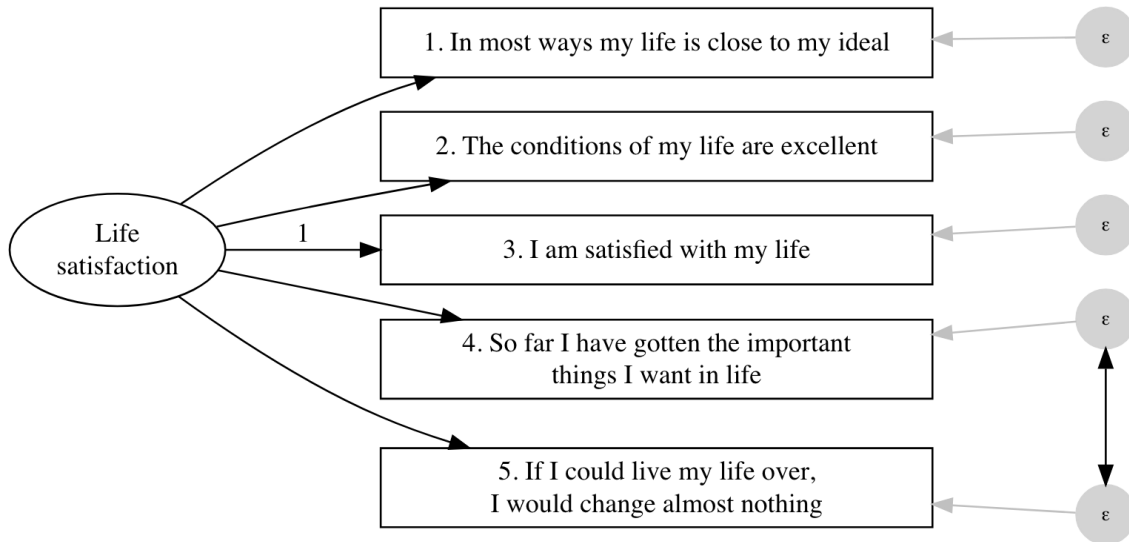 1. In most ways my life is close to my ideal
ε
2. The conditions of my life are excellent
ε
Life
satisfaction
1
3. I am satisfied with my life
ε
4. So far I have gotten the important
things I want in life
ε
5. If I could live my life over,
I would change almost nothing
ε